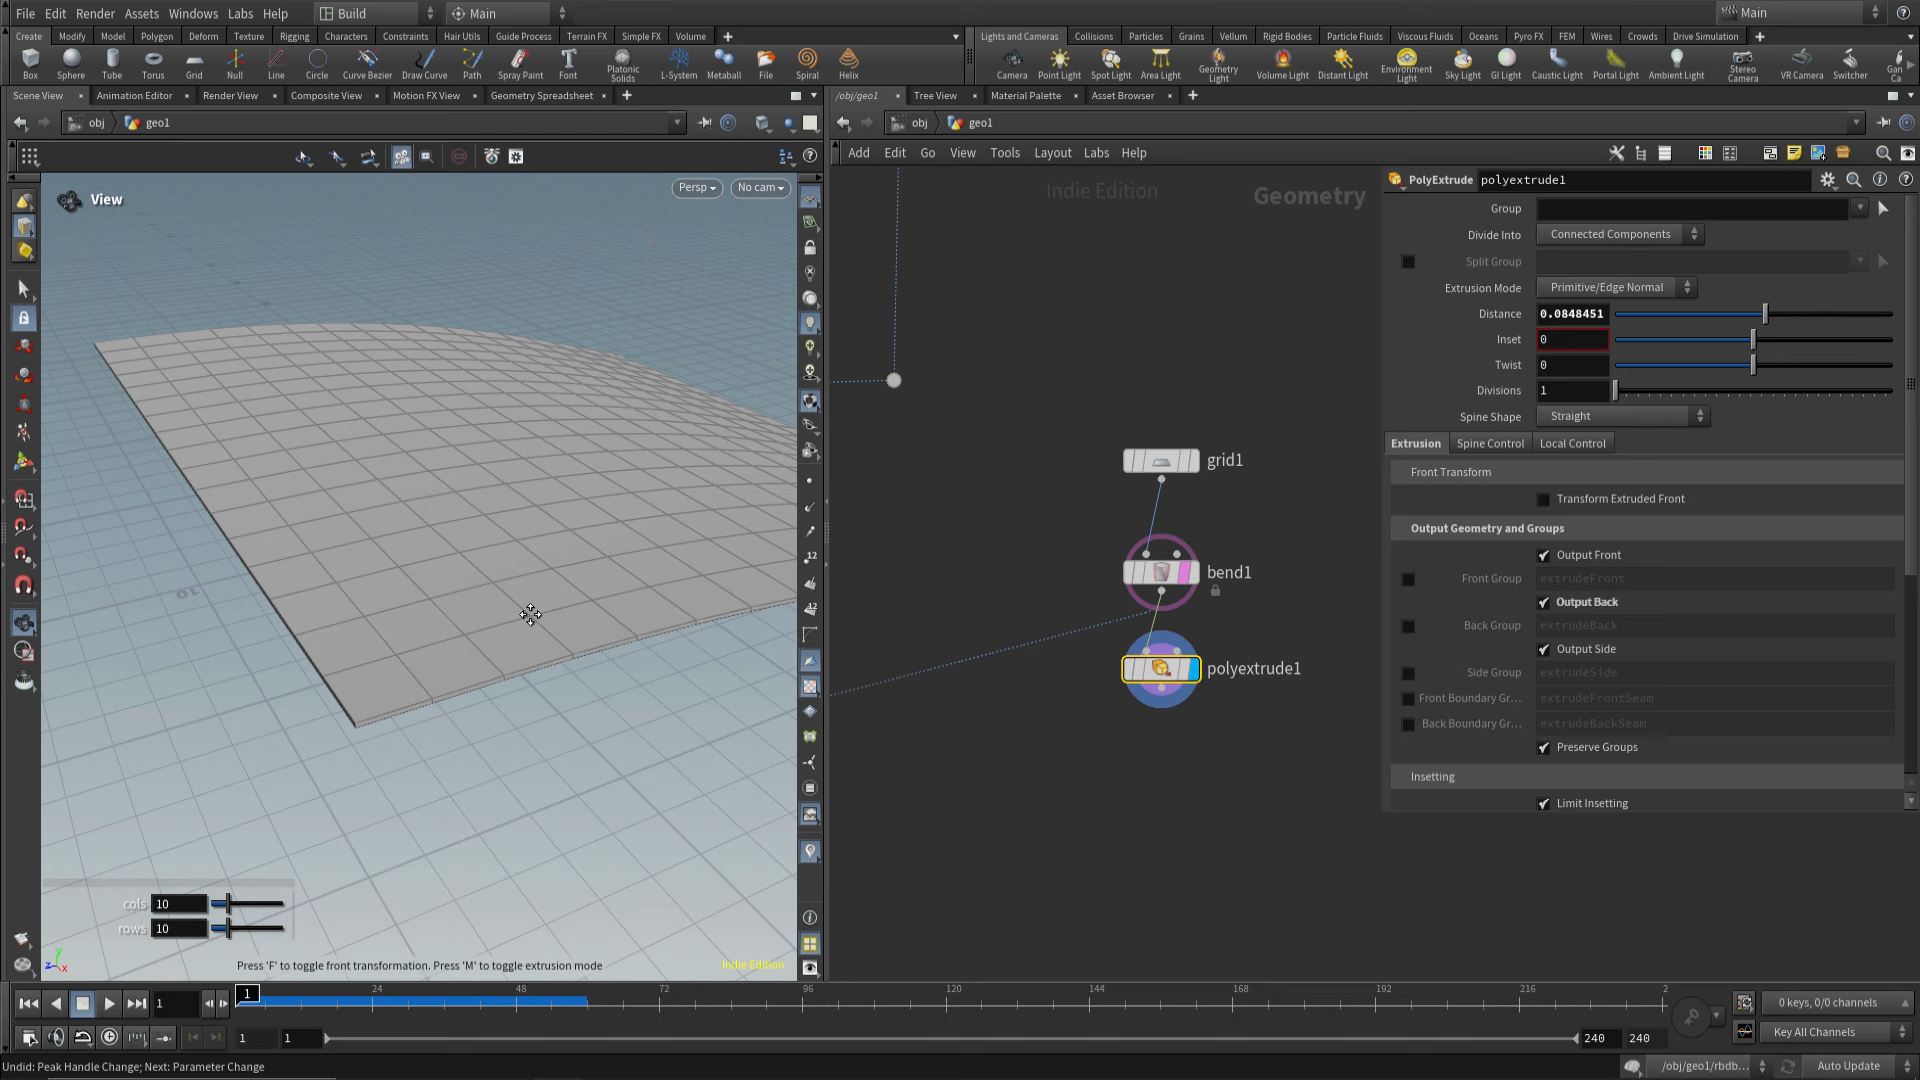 File Edit Render Assets Windows Labs Help Build Main Main
Create Modify Model Polygon Deform Texture Rigging Characters Constraints Hair Utils Guide Process Terrain FX Simple FX Volume
Lights and Cameras Collisions Particles Grains Vellum Rigid Bodies Particle Fluids Viscous Fluids Oceans Pyro FX FEM Wires Crowds Drive Simulation
Box Sphere Tube Torus Grid Null Line Circle Curve Bezier Draw Curve Path Spray Paint Font Platonic Solids L-System Metaball File Spiral Helix
Camera Point Light Spot Light Area Light Geometry Light Volume Light Distant Light Environment Light Sky Light GI Light Caustic Light Portal Light Ambient Light Stereo Camera VR Camera Switcher Gan Ca
Scene View Animation Editor Render View Composite View Motion FX View Geometry Spreadsheet
/obj/geo1 Tree View Material Palette Asset Browser
obj geo1
obj geo1
Add Edit Go View Tools Layout Labs Help
View
Persp No cam
Indie Edition
Geometry
PolyExtrude polyextrude1
Group
Divide Into Connected Components
Split Group
Extrusion Mode Primitive/Edge Normal
Distance 0.0848451
Inset 0
Twist 0
Divisions 1
Spine Shape Straight
Extrusion Spine Control Local Control
Front Transform
Transform Extruded Front
Output Geometry and Groups
Output Front
Front Group extrudeFront
Output Back
Back Group extrudeBack
Output Side
Side Group extrudeSide
Front Boundary Gr... extrudeFrontSeam
Back Boundary Gr... extrudeBackSeam
Preserve Groups
Insetting
Limit Insetting
grid1
bend1
polyextrude1
10
12
12
cols 10
rows 10
z y x
Press 'F' to toggle front transformation. Press 'M' to toggle extrusion mode
Indie Edition
1
1 24 48 72 96 120 144 168 192 216 2
0 keys, 0/0 channels
1 1 240 240
Key All Channels
Undid: Peak Handle Change; Next: Parameter Change
/obj/geo1/rbdb...
Auto Update